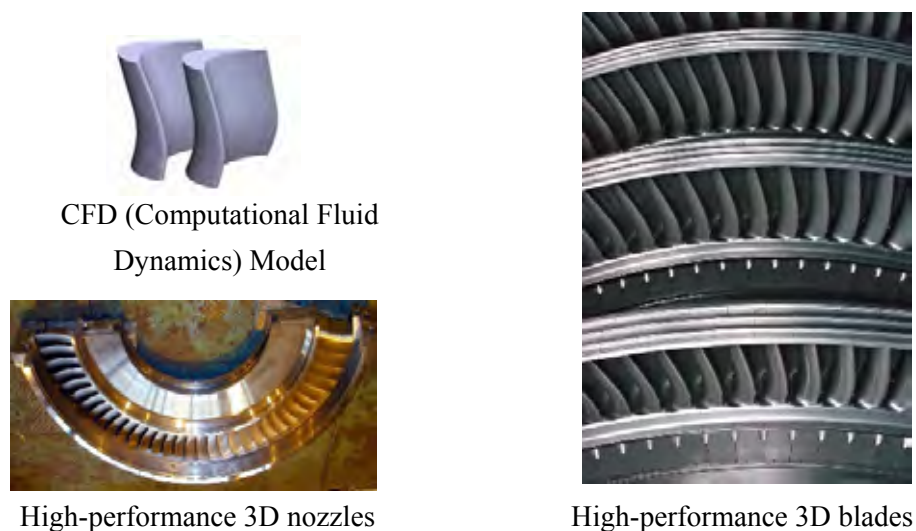 CFD (Computational Fluid
Dynamics) Model
High-performance 3D nozzles
High-performance 3D blades